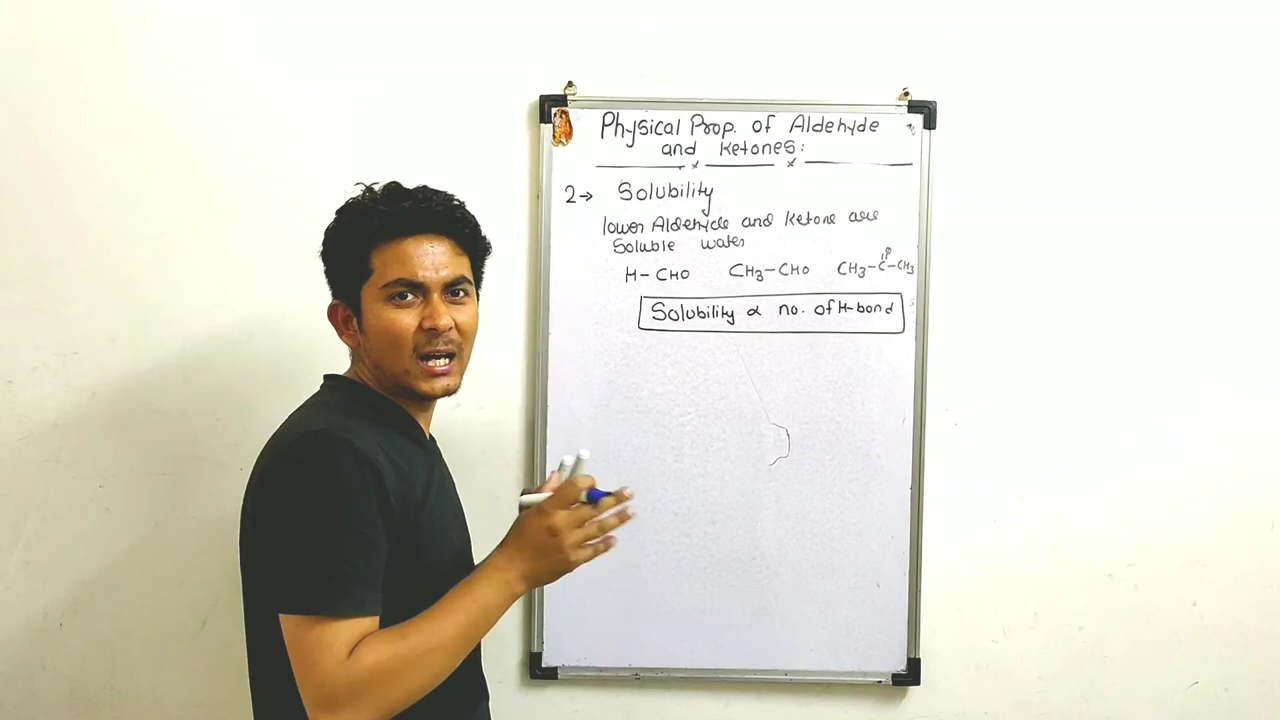 Physical Prop. of Aldehyde
and Ketones:
2→ Solubility
lower Aldehyde and Ketone are
Soluble water
H-CHO CH3-CHO CH3-C-CH3
Solubility ∝ no. of H-bond